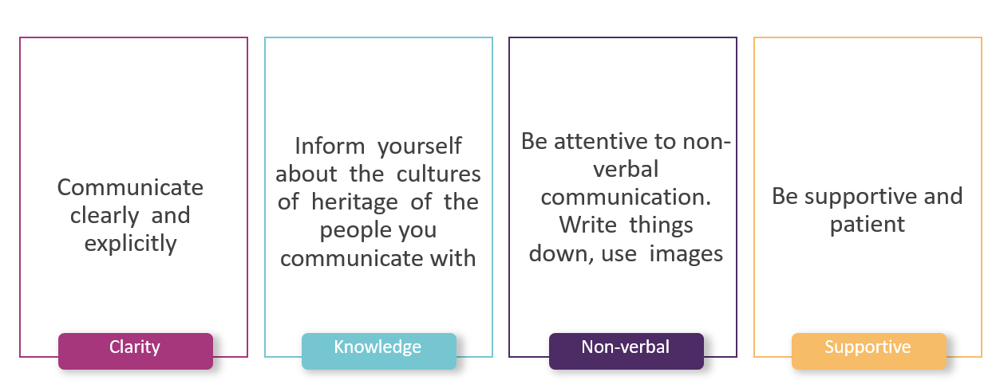 Communicate
clearly and
explicitly
Clarity
Inform yourself
about the cultures
of heritage of the
people you
communicate with
Knowledge
Be attentive to non-
verbal
communication.
Write things
down, use images
Non-verbal
Be supportive and
patient
Supportive